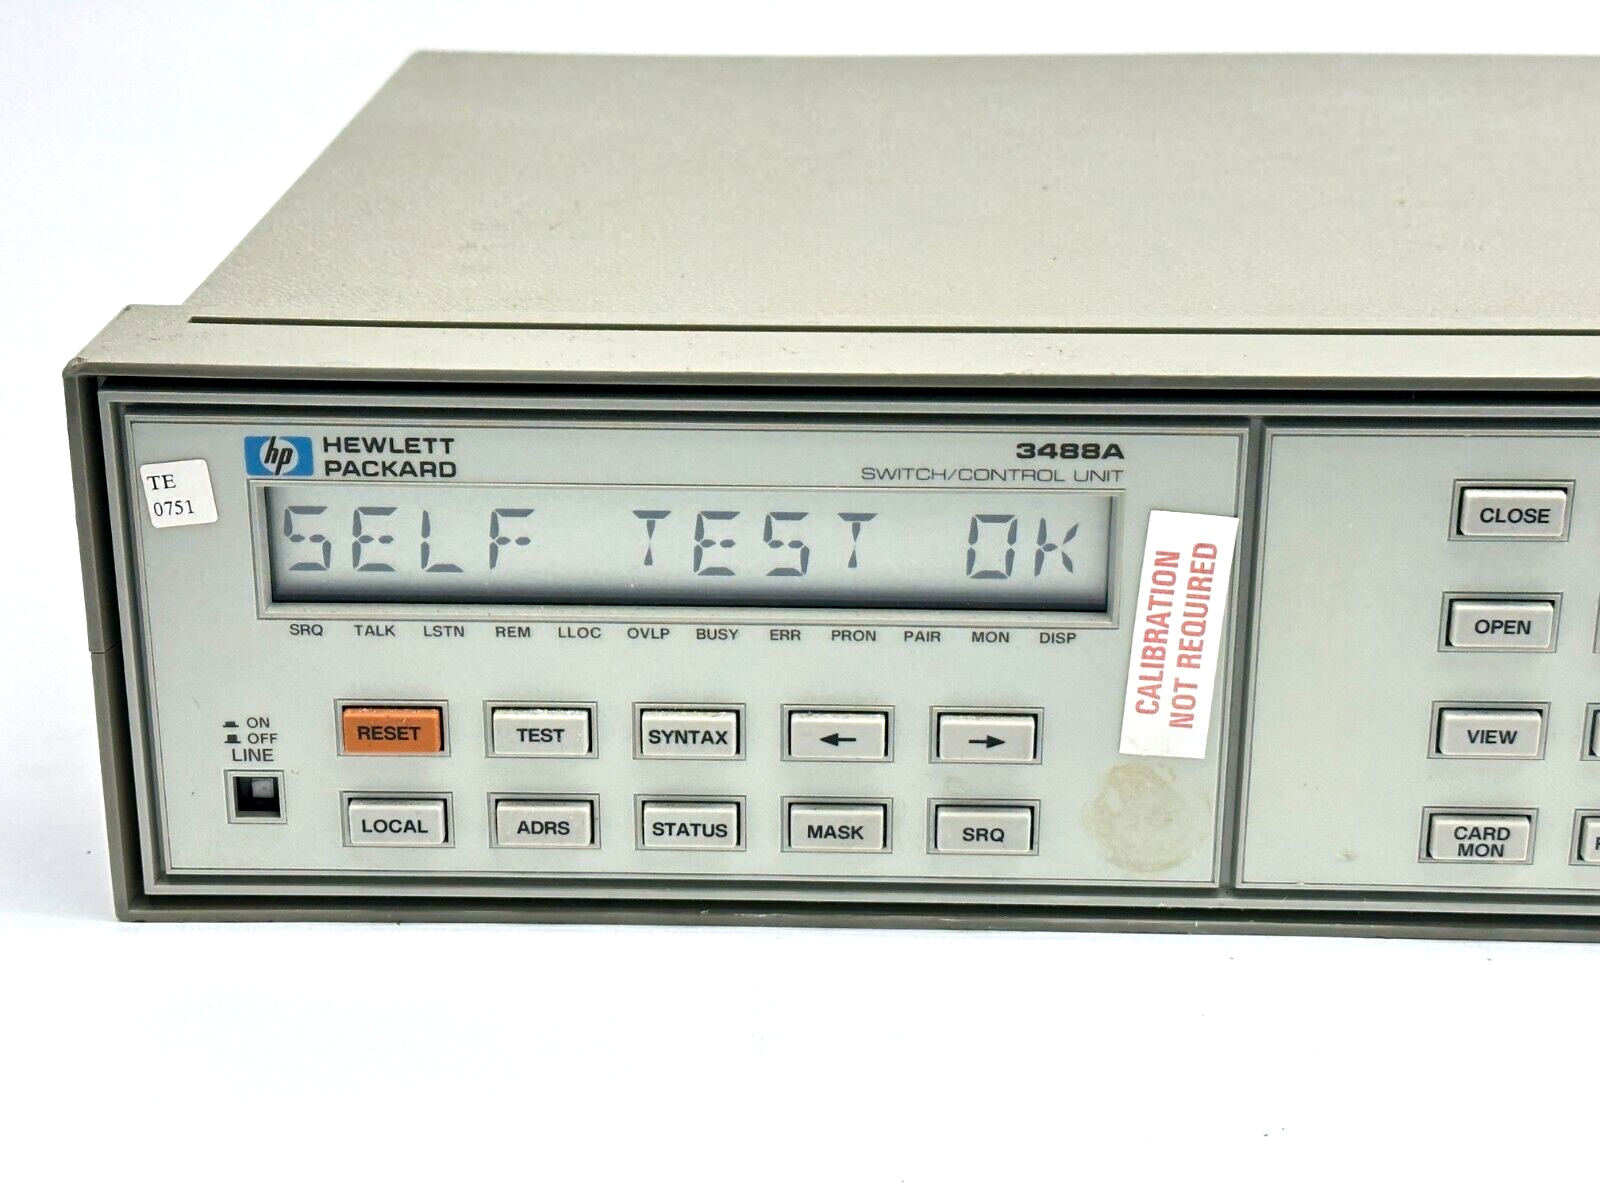 hp HEWLETT
PACKARD
3488A
SWITCH/CONTROL UNIT
TE
0751
SELF TEST OK
SRQ TALK LSTN REM LLOC OVLP BUSY ERR PRON PAIR MON DISP
CALIBRATION
NOT REQUIRED
ON
OFF
LINE
RESET TEST SYNTAX ← →
LOCAL ADRS STATUS MASK SRQ
CLOSE
OPEN
VIEW
CARD
MON